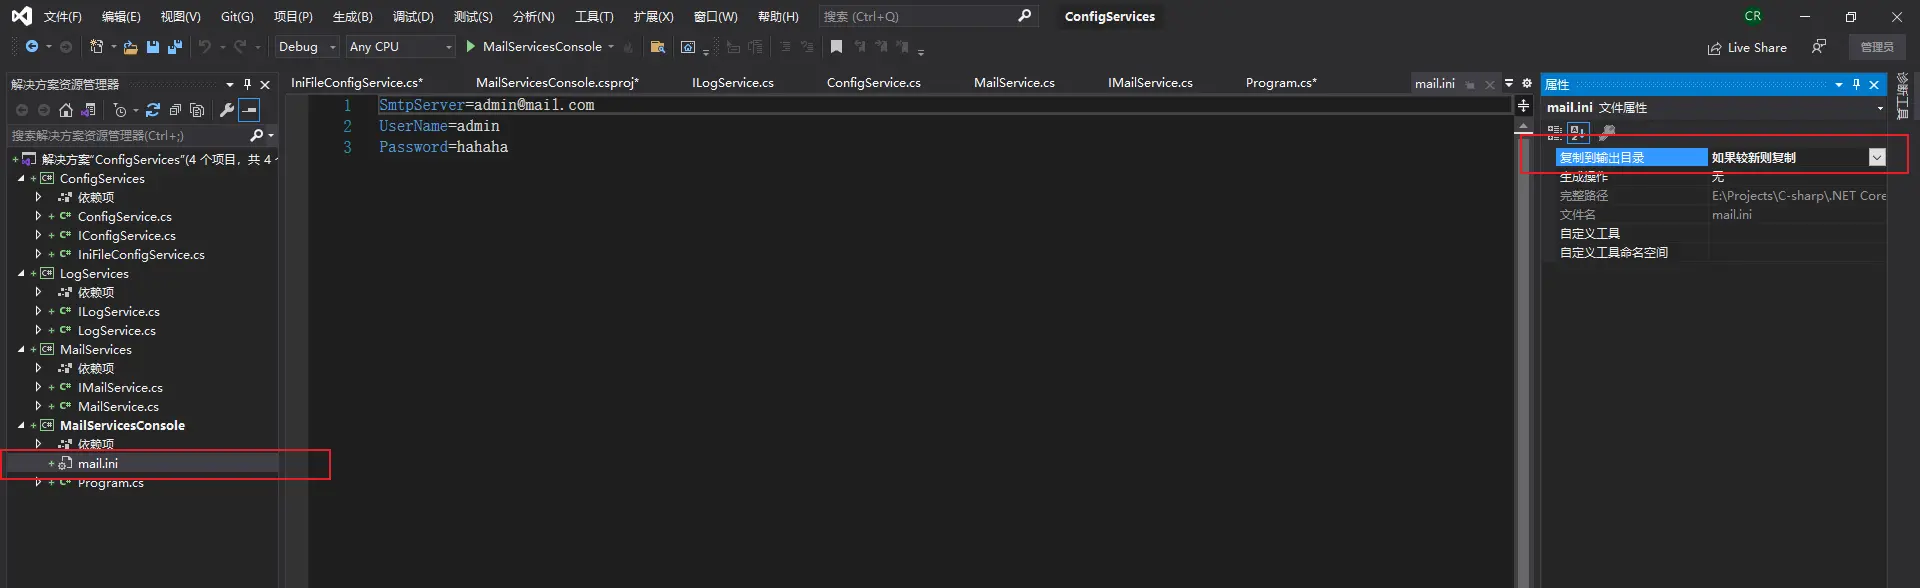 文件(F) 编辑(E) 视图(V) Git(G) 项目(P) 生成(B) 调试(D) 测试(S) 分析(N) 工具(T) 扩展(X) 窗口(W) 帮助(H) 搜索 (Ctrl+Q) ConfigServices CR
Debug Any CPU MailServicesConsole Live Share 管理员
解决方案资源管理器
搜索解决方案资源管理器(Ctrl+;)
解决方案"ConfigServices"(4 个项目，共 4 个
ConfigServices
依赖项
ConfigService.cs
IConfigService.cs
IniFileConfigService.cs
LogServices
依赖项
ILogService.cs
LogService.cs
MailServices
依赖项
IMailService.cs
MailService.cs
MailServicesConsole
依赖项
mail.ini
Program.cs
IniFileConfigService.cs* MailServicesConsole.csproj* ILogService.cs ConfigService.cs MailService.cs IMailService.cs Program.cs* mail.ini
1 SmtpServer=admin@mail.com
2 UserName=admin
3 Password=hahaha
属性
mail.ini 文件属性
复制到输出目录 如果较新则复制
生成操作 无
完整路径 E:\Projects\C-sharp\.NET Core
文件名 mail.ini
自定义工具
自定义工具命名空间
诊断工具